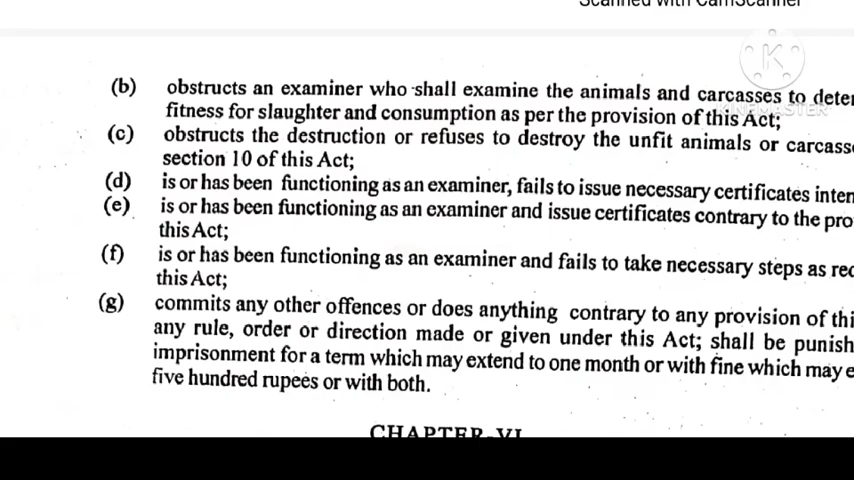 Scanned with CamScanner
KINEMASTER
(b) obstructs an examiner who shall examine the animals and carcasses to
fitness for slaughter and consumption as per the provision of this Act;
(c) obstructs the destruction or refuses to destroy the unfit animals or
section 10 of this Act;
(d) is or has been functioning as an examiner, fails to issue necessary certificates
(e) is or has been functioning as an examiner and issue certificates contrary to the
this Act;
(f) is or has been functioning as an examiner and fails to take necessary steps as
this Act;
(g) commits any other offences or does anything contrary to any provision of
any rule, order or direction made or given under this Act; shall be
imprisonment for a term which may extend to one month or with fine which may
five hundred rupees or with both.
CHAPTER-VI